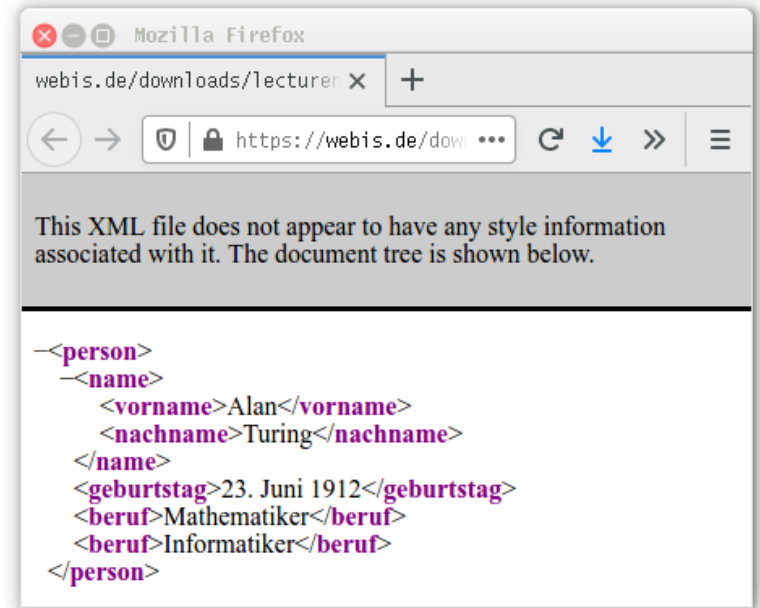 Mozilla Firefox
webis.de/downloads/lecturen
https://webis.de/dow
This XML file does not appear to have any style information
associated with it. The document tree is shown below.
<person>
<name>
<vorname>Alan</vorname>
<nachname>Turing</nachname>
</name>
<geburtstag>23. Juni 1912</geburtstag>
<beruf>Mathematiker</beruf>
<beruf>Informatiker</beruf>
</person>